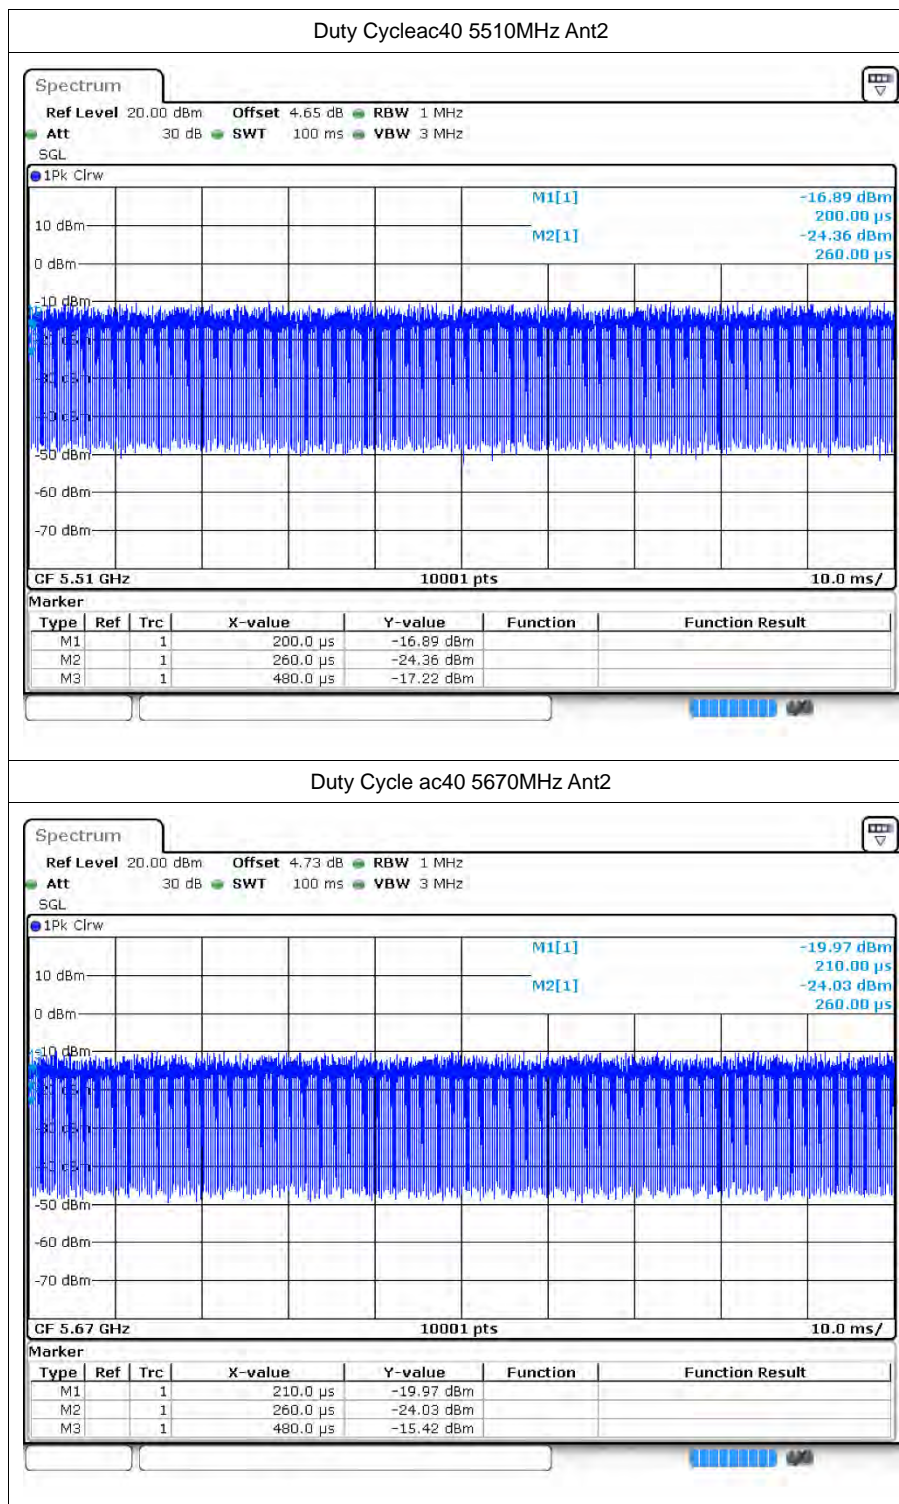 Duty Cycleac40 5510MHz Ant2
Spectrum
Ref Level 20.00 dBm Offset 4.65 dB RBW 1 MHz
Att 30 dB SWT 100 ms VBW 3 MHz
SGL
1Pk Clrw
M1[1] -16.89 dBm
200.00 µs
10 dBm
M2[1] -24.36 dBm
260.00 µs
0 dBm
-10 dBm
-50 dBm
-60 dBm
-70 dBm
CF 5.51 GHz 10001 pts 10.0 ms/
Marker
Type Ref Trc X-value Y-value Function Function Result
M1 1 200.0 µs -16.89 dBm
M2 1 260.0 µs -24.36 dBm
M3 1 480.0 µs -17.22 dBm
Duty Cycle ac40 5670MHz Ant2
Spectrum
Ref Level 20.00 dBm Offset 4.73 dB RBW 1 MHz
Att 30 dB SWT 100 ms VBW 3 MHz
SGL
1Pk Clrw
M1[1] -19.97 dBm
210.00 µs
10 dBm
M2[1] -24.03 dBm
260.00 µs
0 dBm
-10 dBm
-50 dBm
-60 dBm
-70 dBm
CF 5.67 GHz 10001 pts 10.0 ms/
Marker
Type Ref Trc X-value Y-value Function Function Result
M1 1 210.0 µs -19.97 dBm
M2 1 260.0 µs -24.03 dBm
M3 1 480.0 µs -15.42 dBm